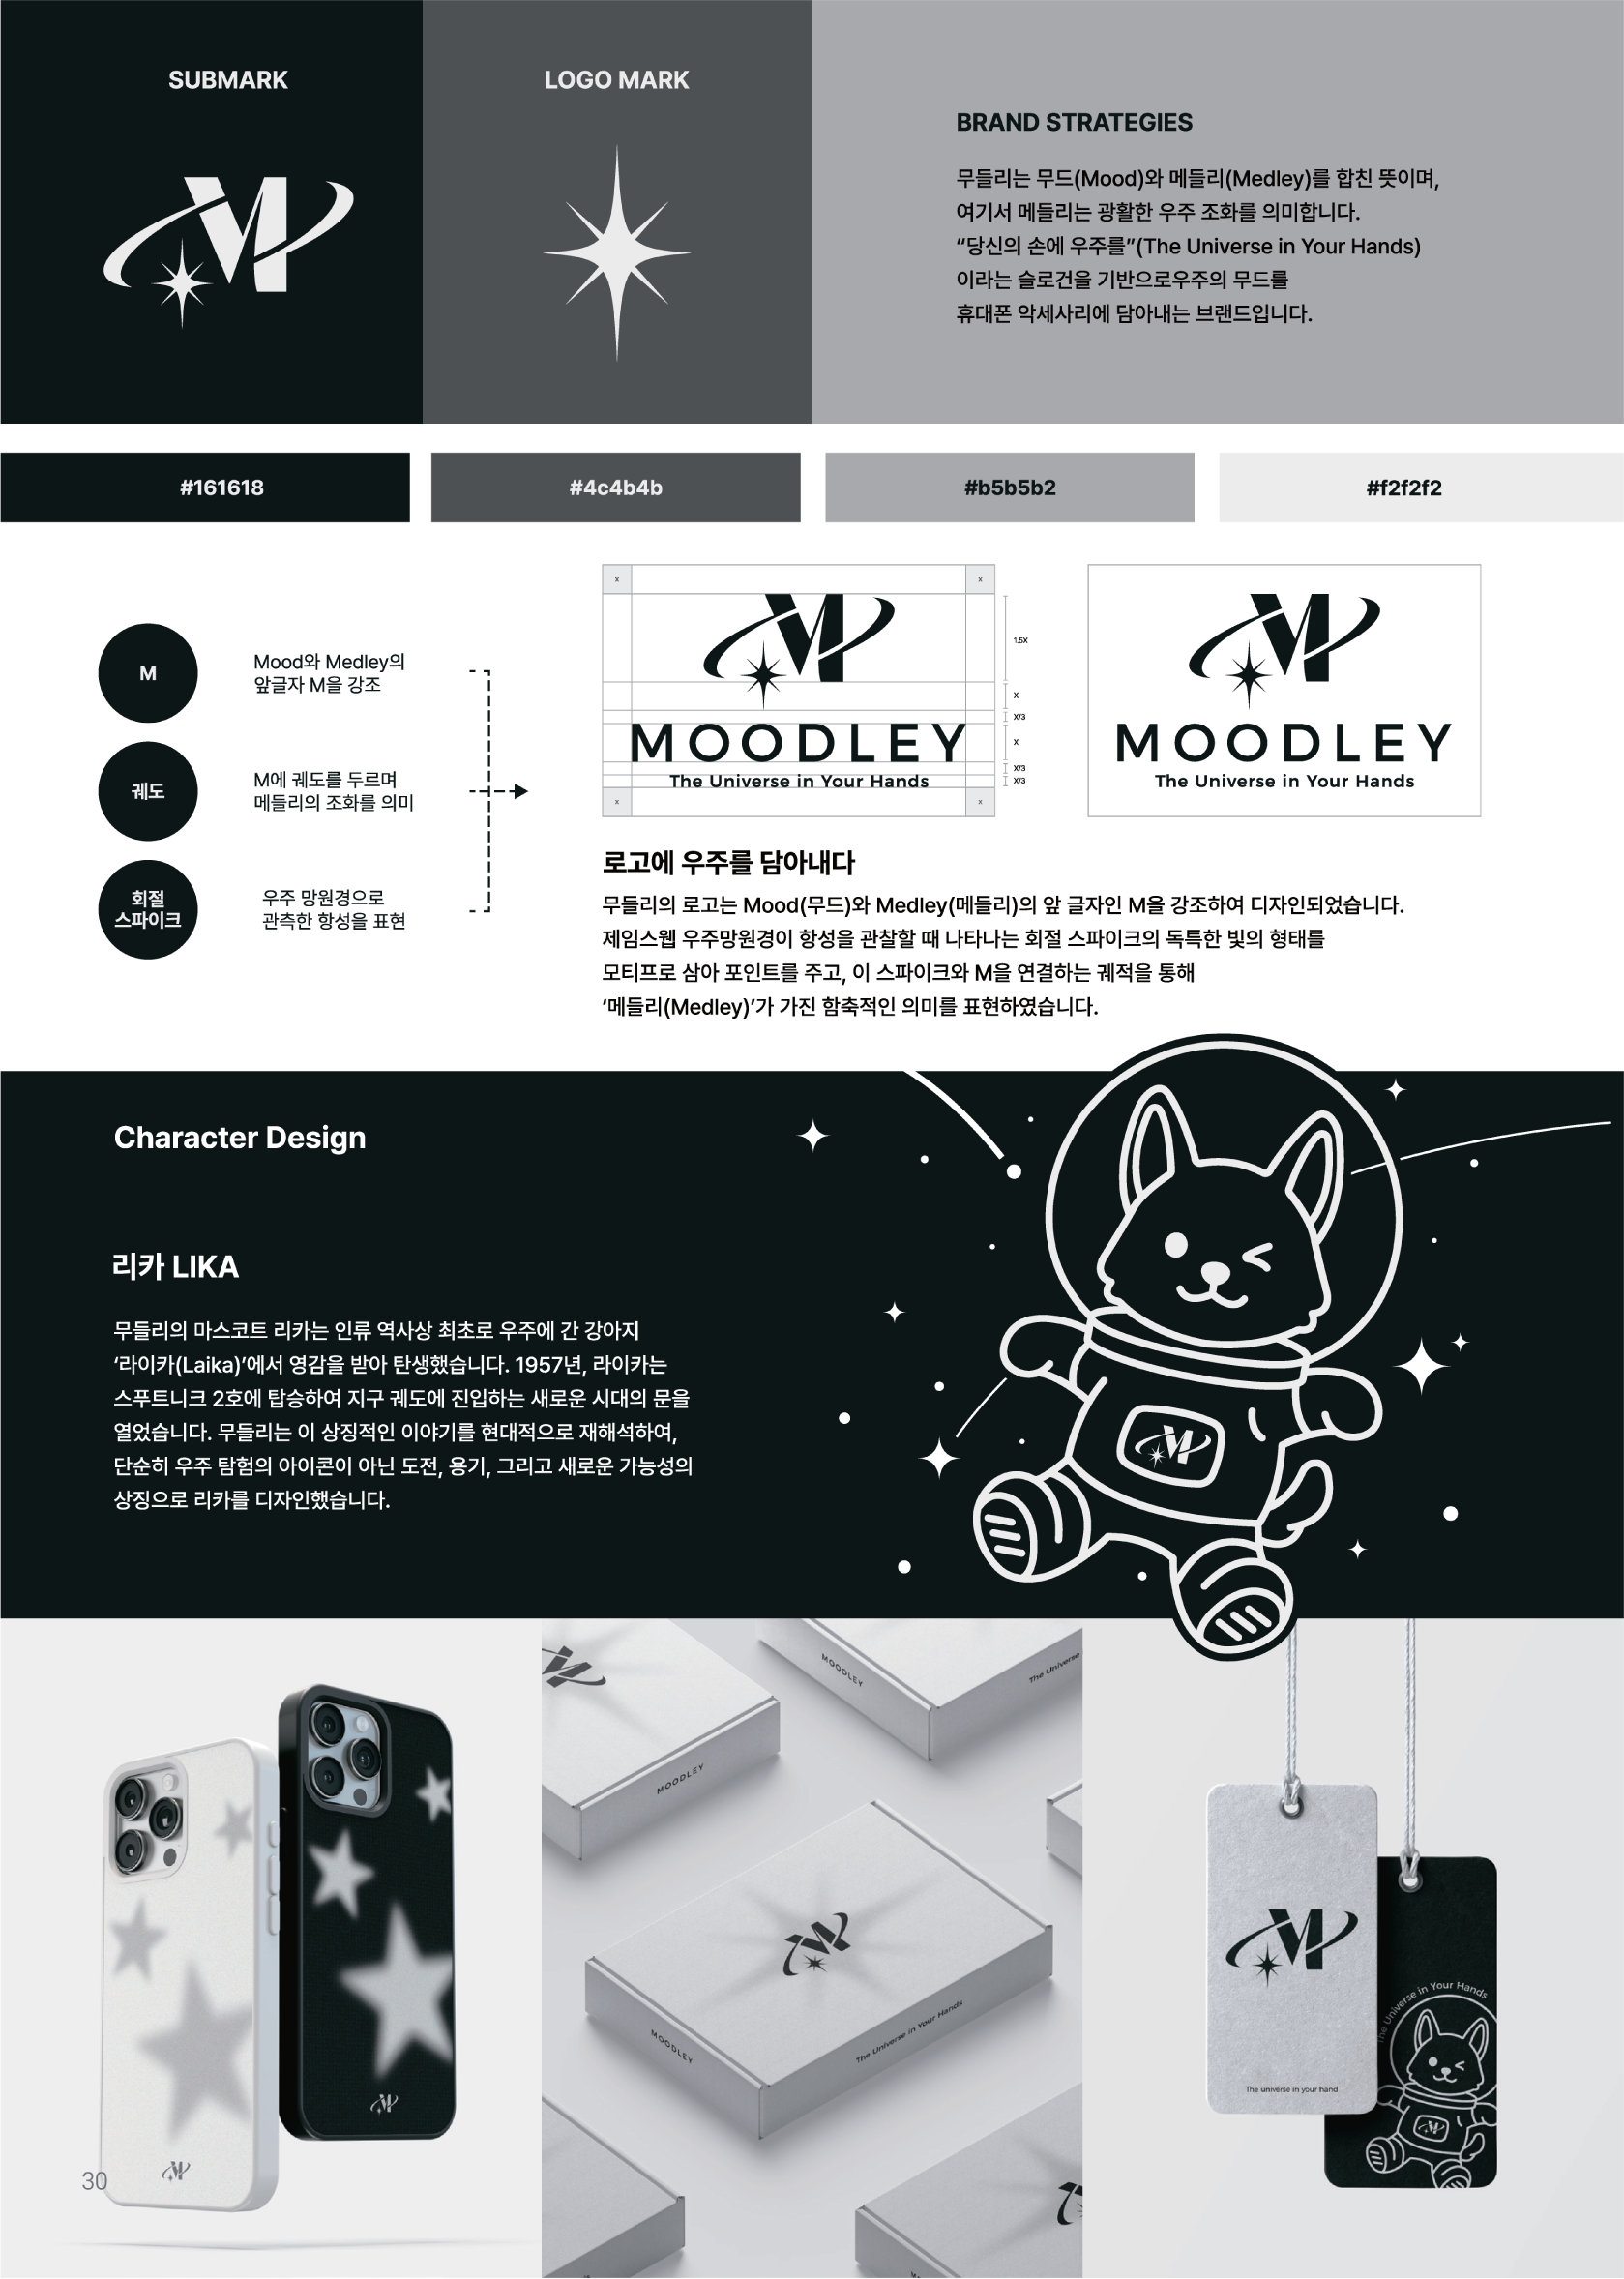 SUBMARK
LOGO MARK
BRAND STRATEGIES
무들리는 무드(Mood)와 메들리(Medley)를 합친 뜻이며,
여기서 메들리는 광활한 우주 조화를 의미합니다.
“당신의 손에 우주를”(The Universe in Your Hands)
이라는 슬로건을 기반으로우주의 무드를
휴대폰 악세사리에 담아내는 브랜드입니다.
#161618
#4c4b4b
#b5b5b2
#f2f2f2
M
Mood와 Medley의
앞글자 M을 강조
궤도
M에 궤도를 두르며
메들리의 조화를 의미
회절
스파이크
우주 망원경으로
관측한 항성을 표현
x
x
1.5X
X
X/3
MOODLEY
X
X/3
The Universe in Your Hands
X/3
x
x
MOODLEY
The Universe in Your Hands
로고에 우주를 담아내다
무들리의 로고는 Mood(무드)와 Medley(메들리)의 앞 글자인 M을 강조하여 디자인되었습니다.
제임스웹 우주망원경이 항성을 관찰할 때 나타나는 회절 스파이크의 독특한 빛의 형태를
모티프로 삼아 포인트를 주고, 이 스파이크와 M을 연결하는 궤적을 통해
‘메들리(Medley)’가 가진 함축적인 의미를 표현하였습니다.
Character Design
리카 LIKA
무들리의 마스코트 리카는 인류 역사상 최초로 우주에 간 강아지
‘라이카(Laika)’에서 영감을 받아 탄생했습니다. 1957년, 라이카는
스푸트니크 2호에 탑승하여 지구 궤도에 진입하는 새로운 시대의 문을
열었습니다. 무들리는 이 상징적인 이야기를 현대적으로 재해석하여,
단순히 우주 탐험의 아이콘이 아닌 도전, 용기, 그리고 새로운 가능성의
상징으로 리카를 디자인했습니다.
MOODLEY
The Universe
MOODLEY
MOODLEY
The Universe in Your Hands
The universe in your hand
The Universe in Your Hands
30